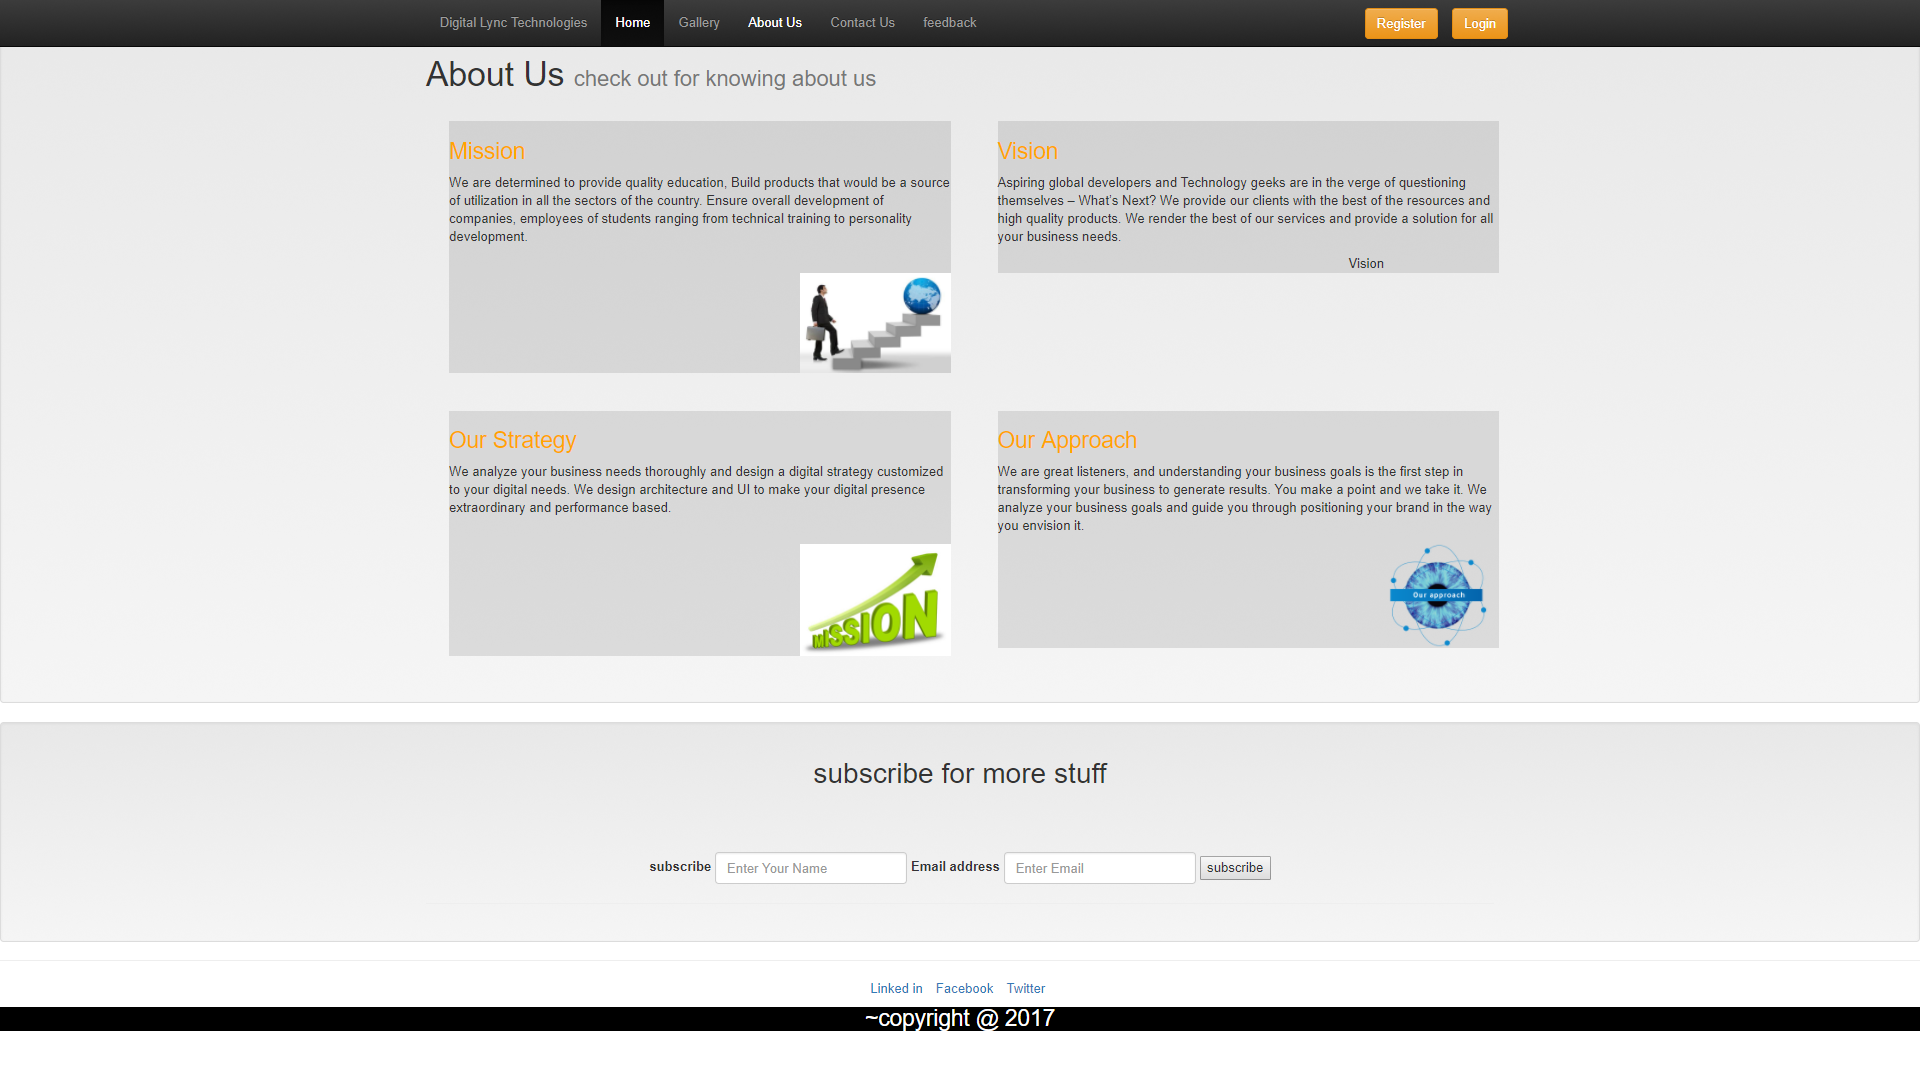 Digital Lync Technologies Home Gallery About Us Contact Us feedback Register Login
About Us check out for knowing about us
Mission
We are determined to provide quality education, Build products that would be a source
of utilization in all the sectors of the country. Ensure overall development of
companies, employees of students ranging from technical training to personality
development.
Vision
Aspiring global developers and Technology geeks are in the verge of questioning
themselves – What's Next? We provide our clients with the best of the resources and
high quality products. We render the best of our services and provide a solution for all
your business needs.
Vision
Our Strategy
We analyze your business needs thoroughly and design a digital strategy customized
to your digital needs. We design architecture and UI to make your digital presence
extraordinary and performance based.
MISSION
Our Approach
We are great listeners, and understanding your business goals is the first step in
transforming your business to generate results. You make a point and we take it. We
analyze your business goals and guide you through positioning your brand in the way
you envision it.
Our approach
subscribe for more stuff
subscribe Enter Your Name Email address Enter Email subscribe
Linked in Facebook Twitter
~copyright @ 2017